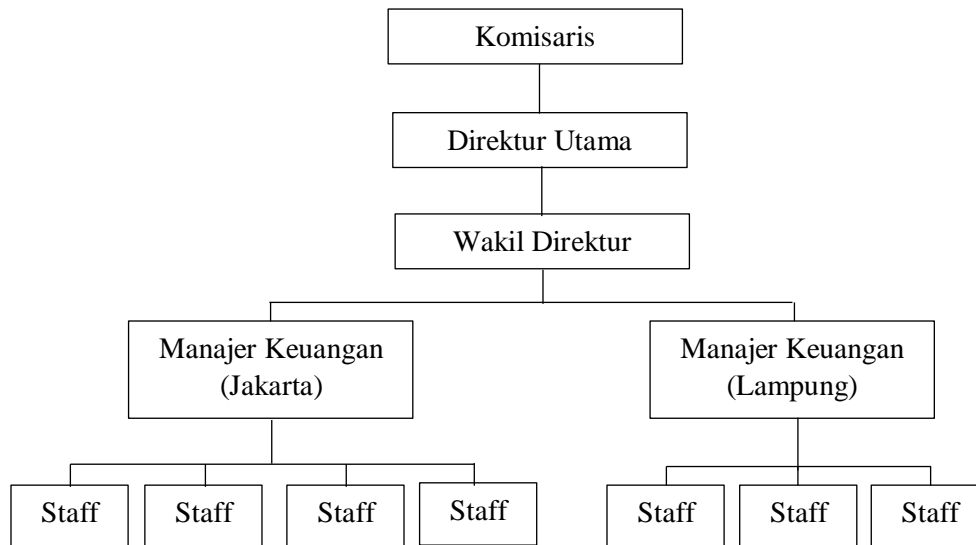 Komisaris
Direktur Utama
Wakil Direktur
Manajer Keuangan
(Jakarta)
Manajer Keuangan
(Lampung)
Staff
Staff
Staff
Staff
Staff
Staff
Staff